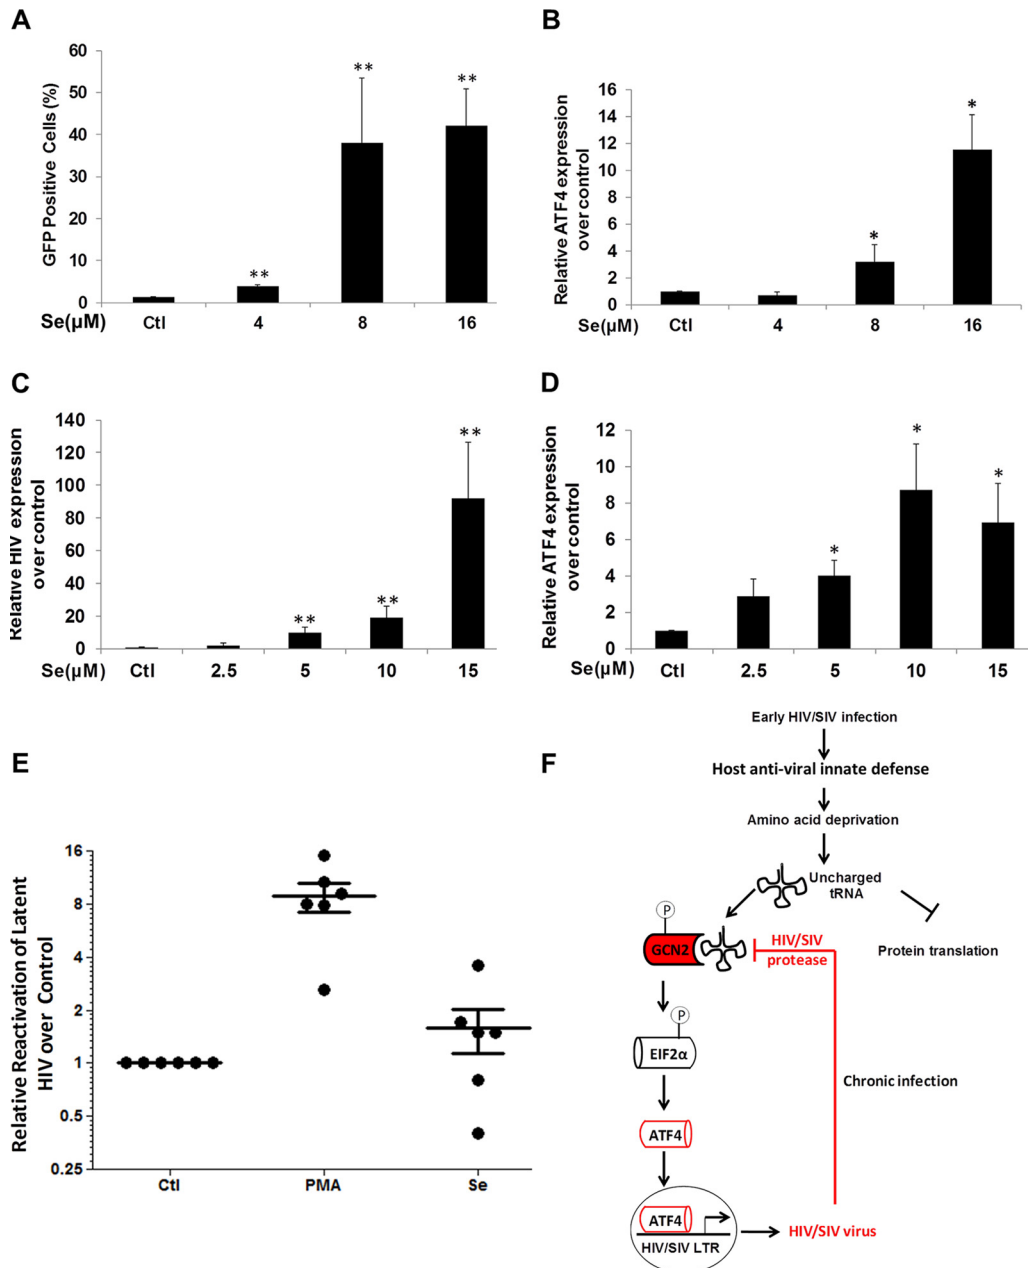 A
GFP Positive Cells (%)
60
50
40
30
20
10
0
**
**
**
Se(μM)
Ctl
4
8
16
B
Relative ATF4 expression
over control
16
14
12
10
8
6
4
2
0
*
*
Se(μM)
Ctl
4
8
16
C
Relative HIV expression
over control
140
120
100
80
60
40
20
0
**
**
**
Se(μM)
Ctl
2.5
5
10
15
D
Relative ATF4 expression
over control
12
10
8
6
4
2
0
*
*
*
Se(μM)
Ctl
2.5
5
10
15
E
Relative Reactivation of Latent
HIV over Control
16
8
4
2
1
0.5
0.25
Ctl
PMA
Se
F
Early HIV/SIV infection
Host anti-viral innate defense
Amino acid deprivation
Uncharged
tRNA
P
GCN2
HIV/SIV
protease
Protein translation
P
EIF2α
Chronic infection
ATF4
ATF4
HIV/SIV LTR
HIV/SIV virus